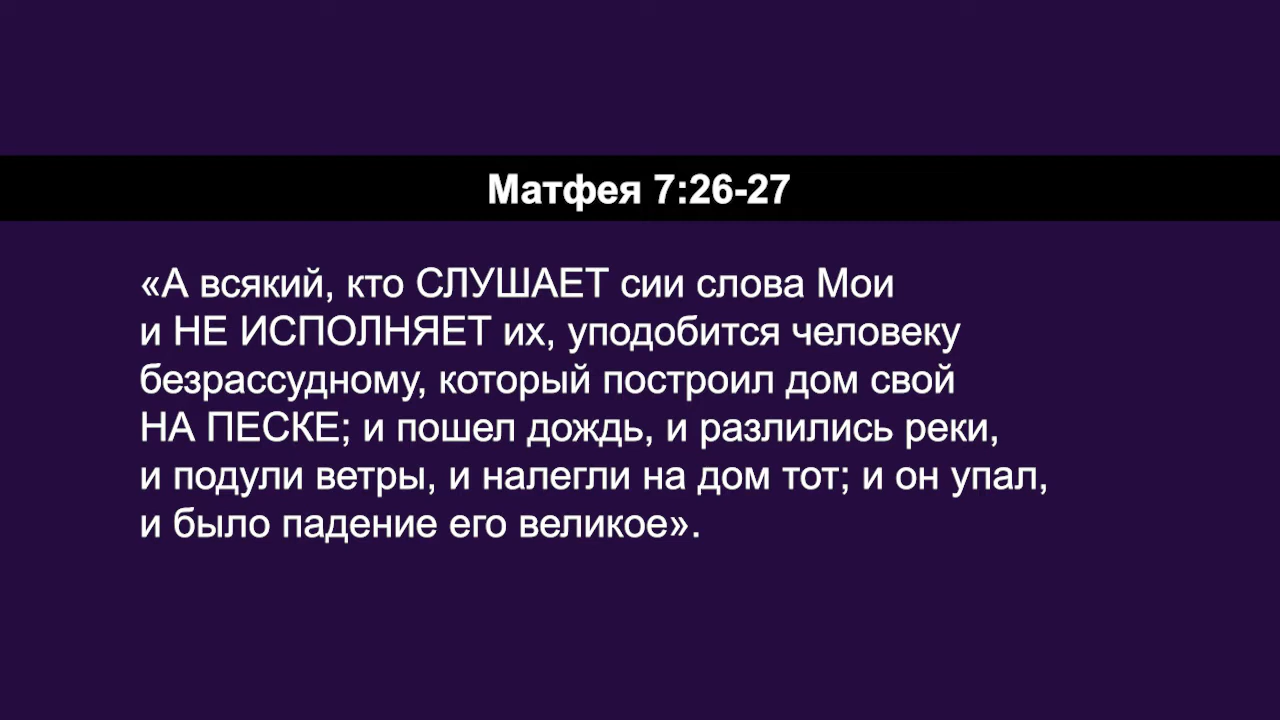 Матфея 7:26-27
«А всякий, кто СЛУШАЕТ сии слова Мои
и НЕ ИСПОЛНЯЕТ их, уподобится человеку
безрассудному, который построил дом свой
НА ПЕСКЕ; и пошел дождь, и разлились реки,
и подули ветры, и налегли на дом тот; и он упал,
и было падение его великое».